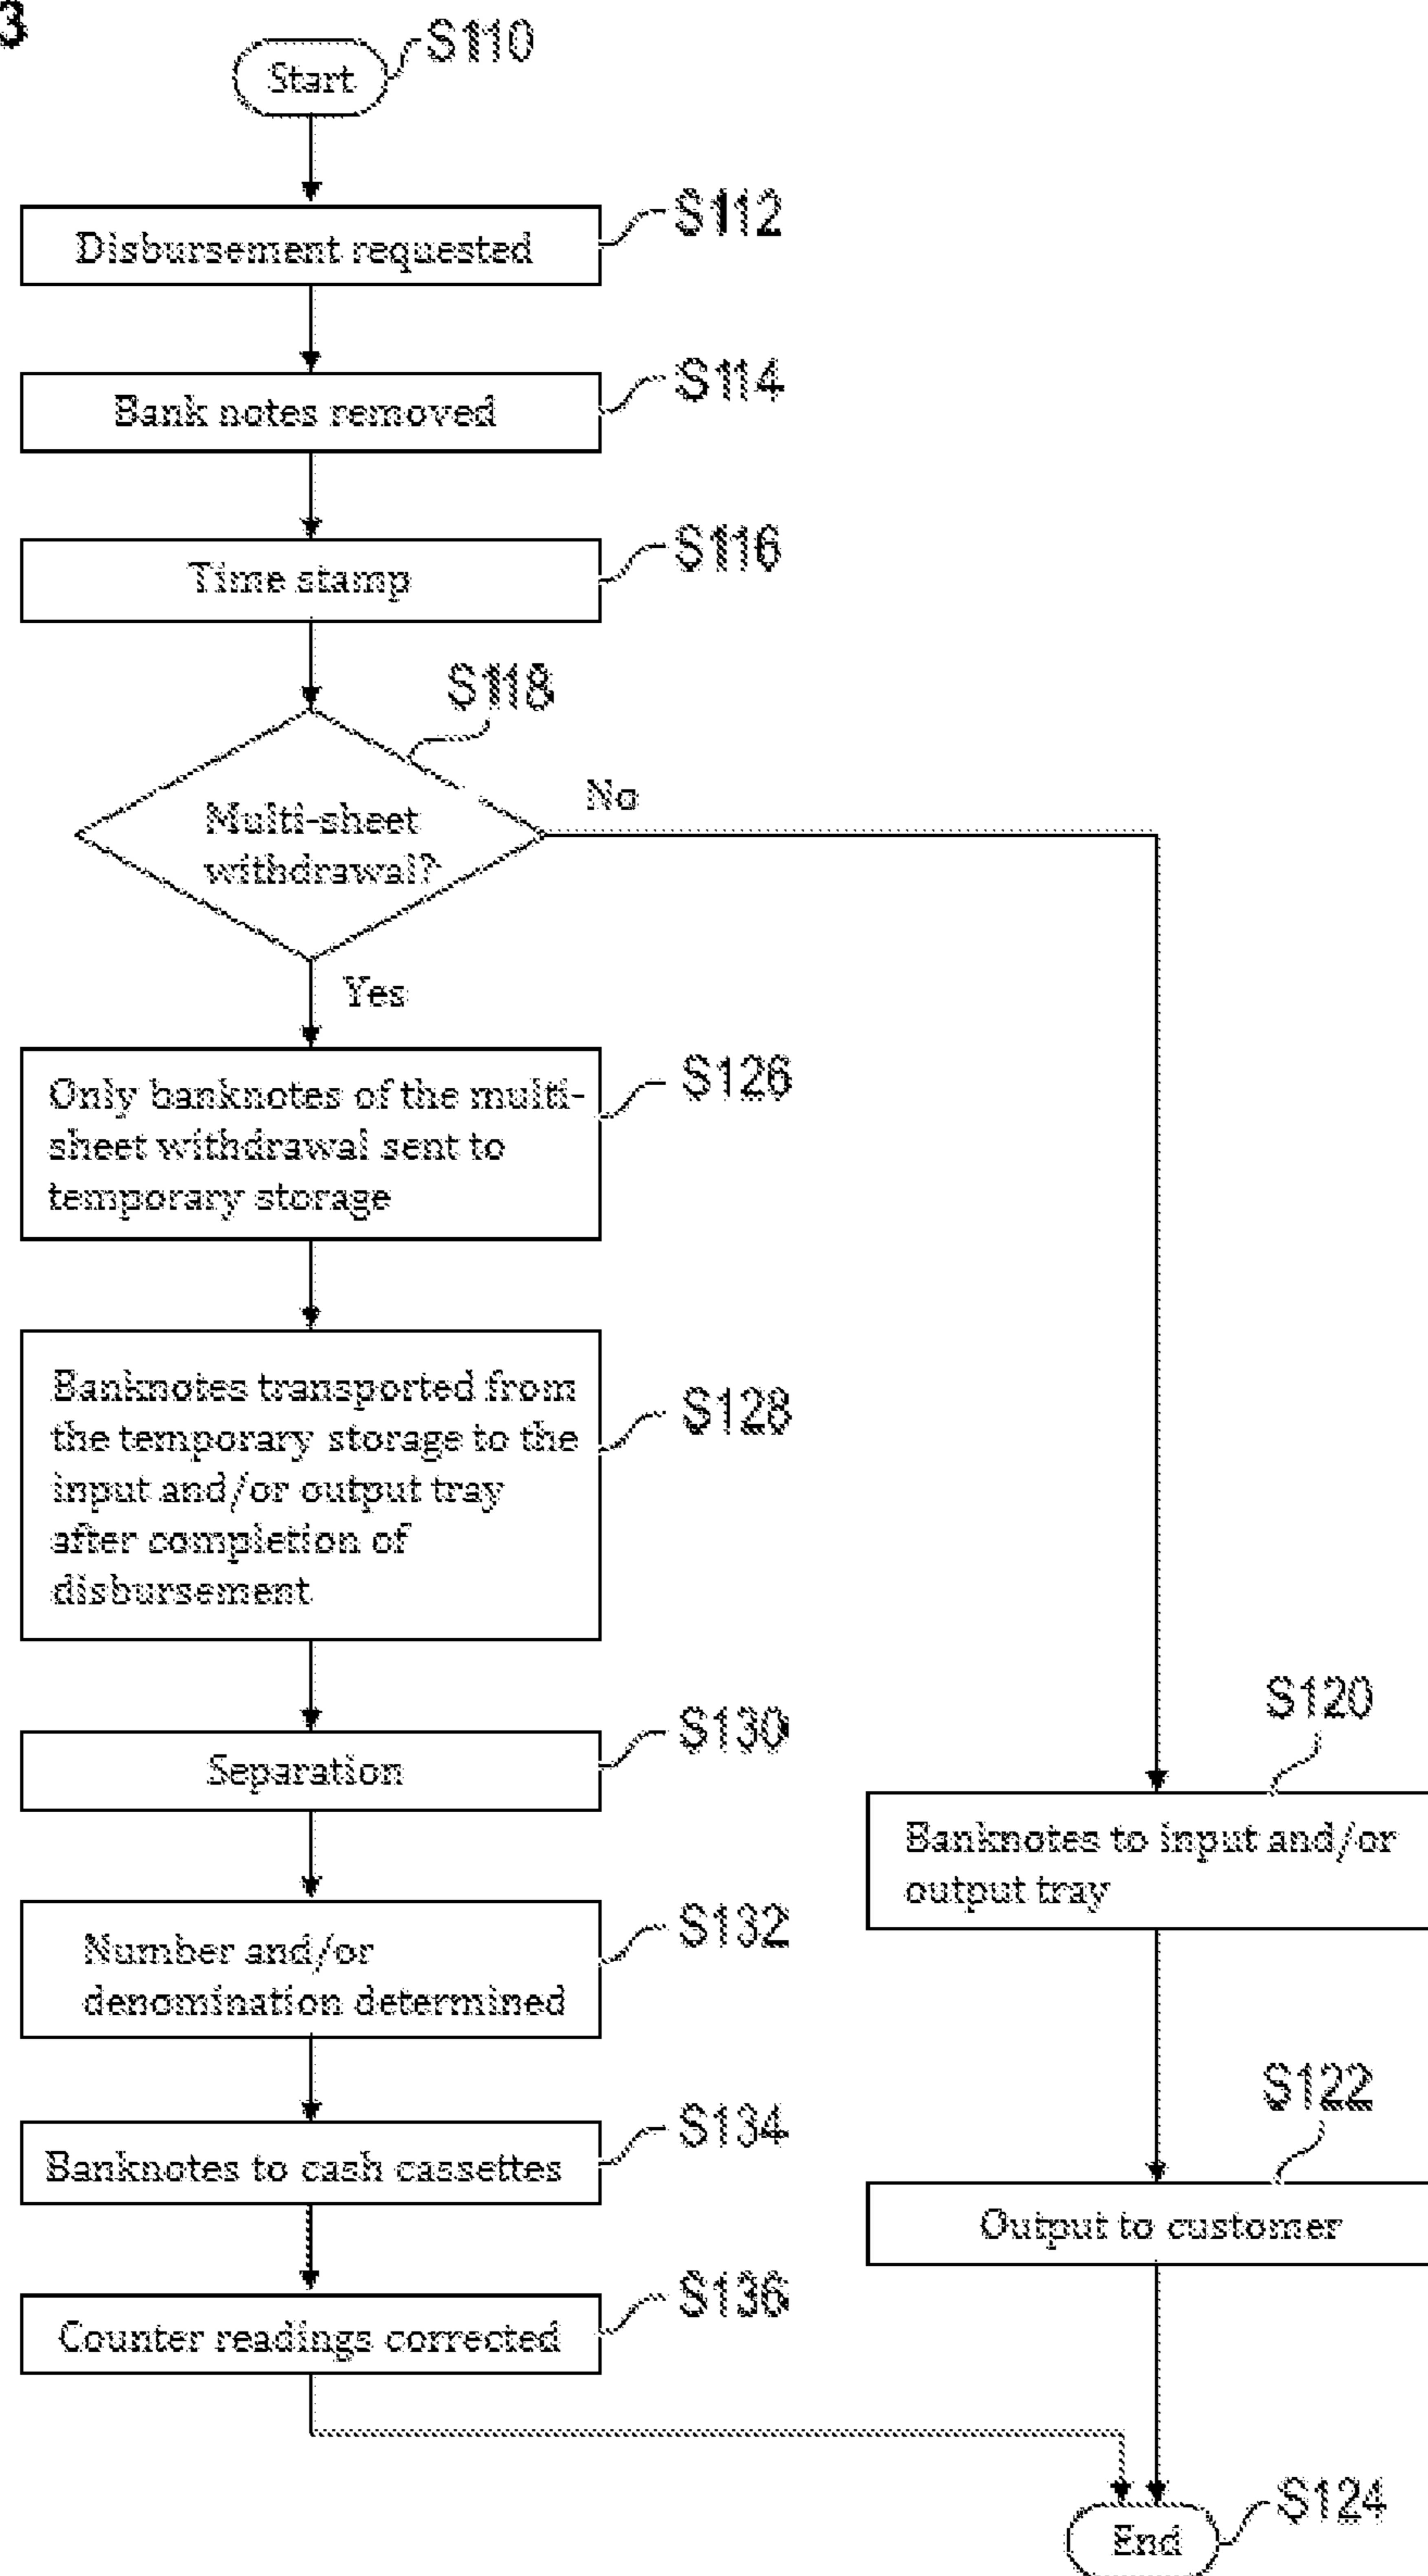 3
Start
S110
Disbursement requested
S112
Bank notes removed
S114
Time stamp
S116
S118
Multi-sheet
withdrawal?
No
Yes
Only banknotes of the multi-
sheet withdrawal sent to
temporary storage
S126
Banknotes transported from
the temporary storage to the
input and/or output tray
after completion of
disbursement
S128
Separation
S130
S120
Banknotes to input and/or
output tray
Number and/or
denomination determined
S132
Banknotes to cash cassettes
S134
S122
Output to customer
Counter readings corrected
S136
End
S124